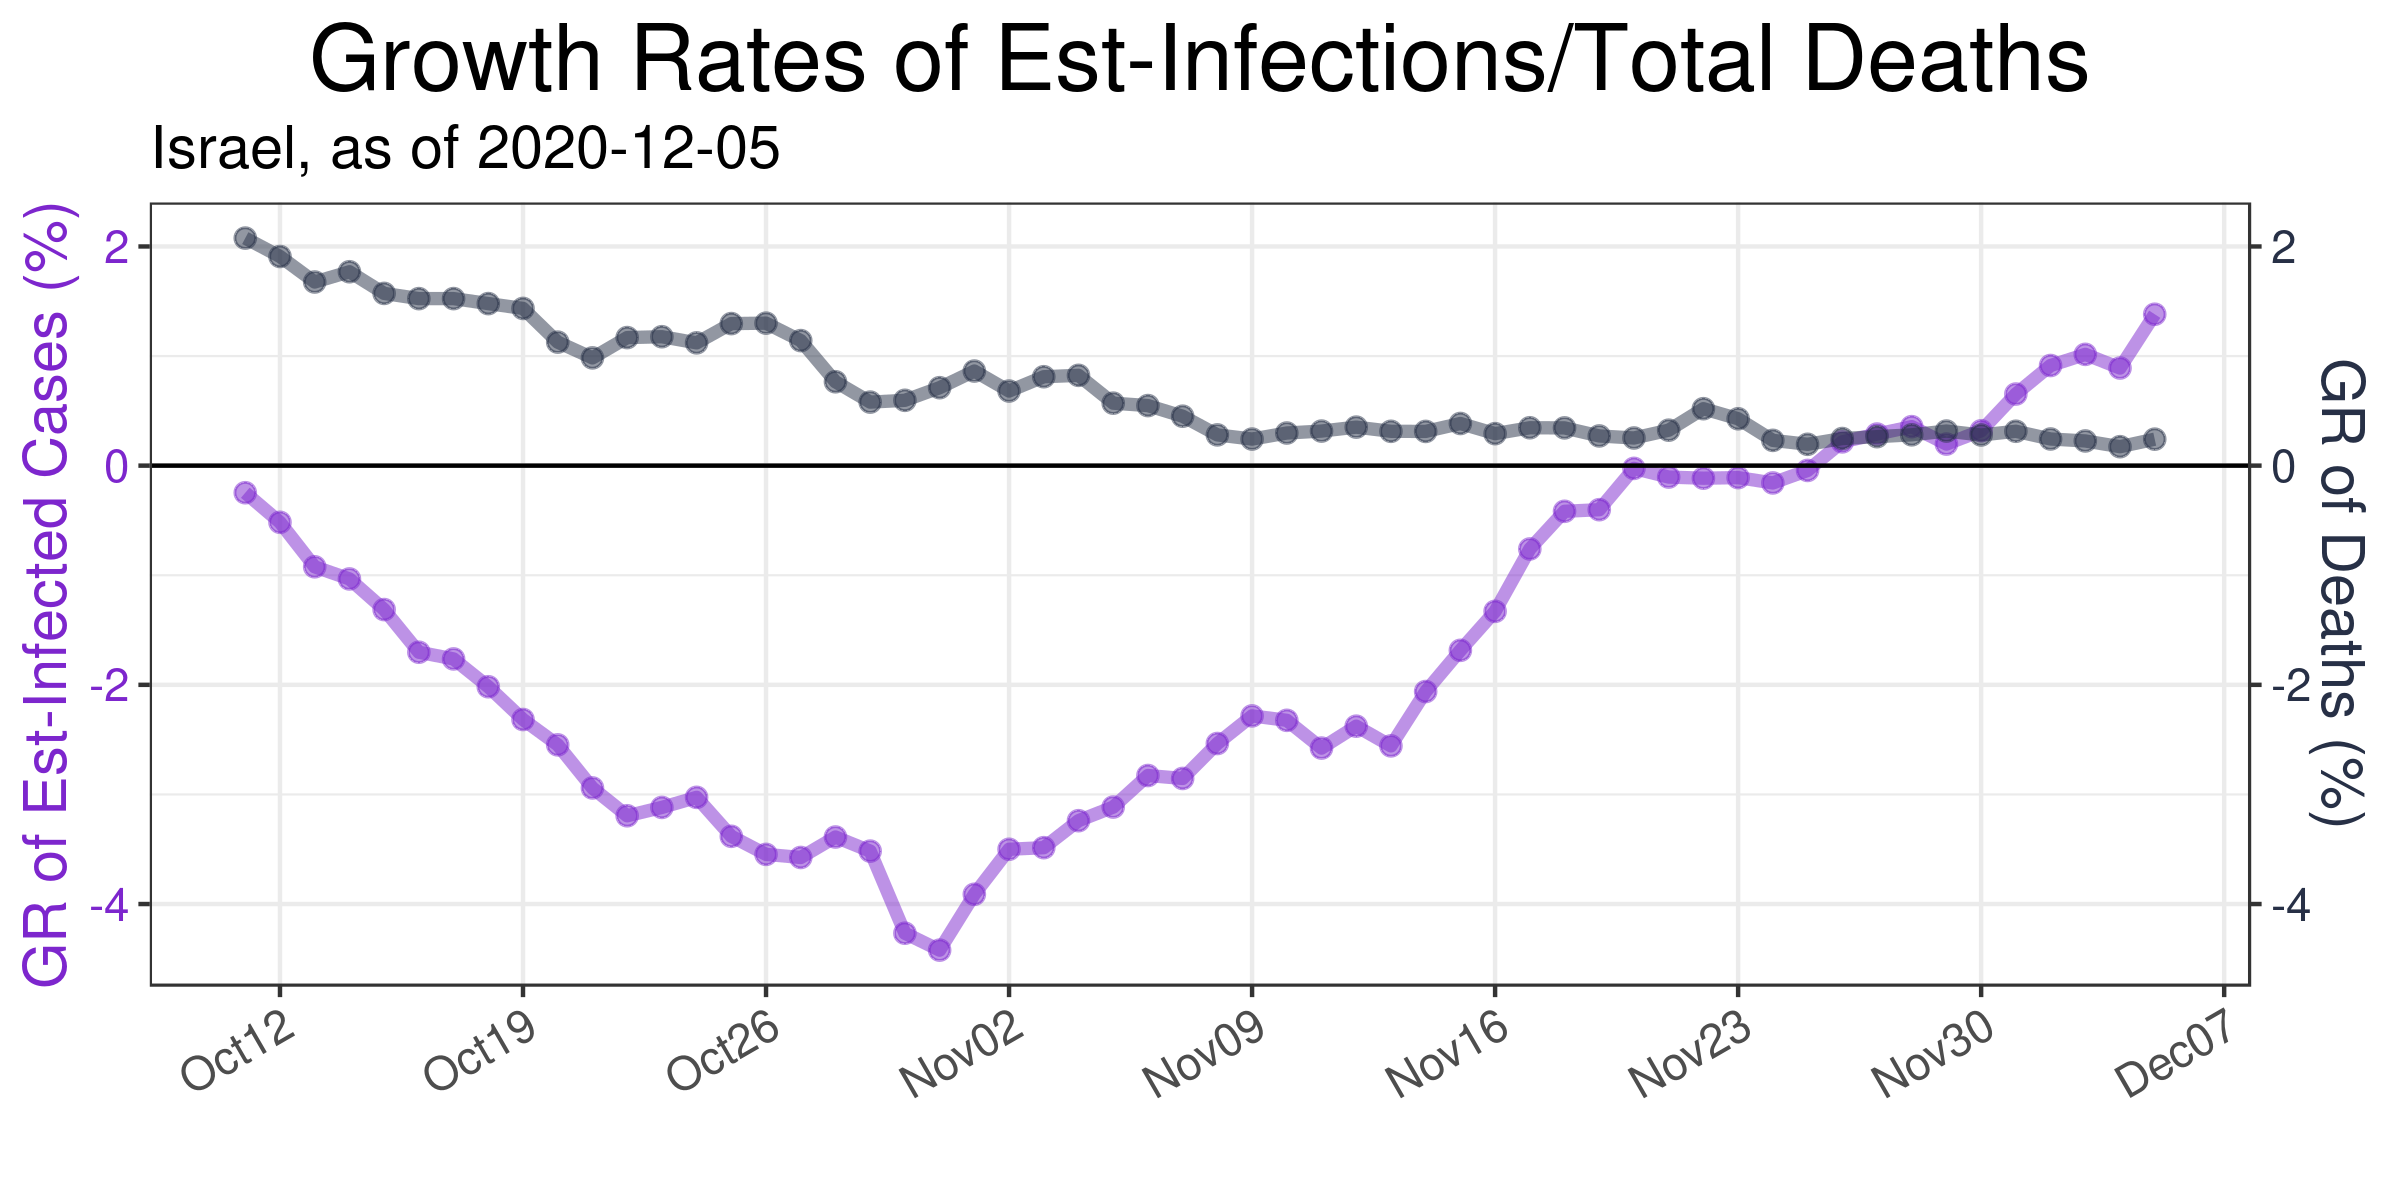 Growth Rates of Est-Infections/Total Deaths
Israel, as of 2020-12-05
GR of Est-Infected Cases (%)
2
0
-2
-4
2
0
-2
-4
GR of Deaths (%)
Oct12
Oct19
Oct26
Nov02
Nov09
Nov16
Nov23
Nov30
Dec07